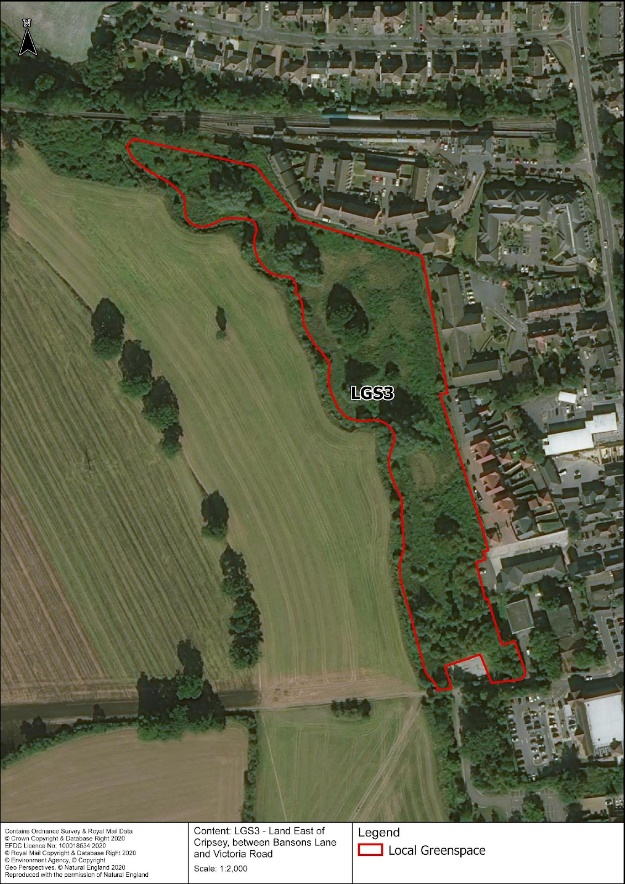 N
LGS3
Contains Ordnance Survey & Royal Mail Data
© Crown Copyright & Database Right 2020
EFDC Licence No: 100018534 2020
© Royal Mail Copyright & Database Right 2020
© Environment Agency, © Copyright
Geo Perspectives, © Natural England 2020
Reproduced with the permission of Natural England
Content: LGS3 - Land East of
Cripsey, between Bansons Lane
and Victoria Road
Scale: 1:2,000
Legend
Local Greenspace